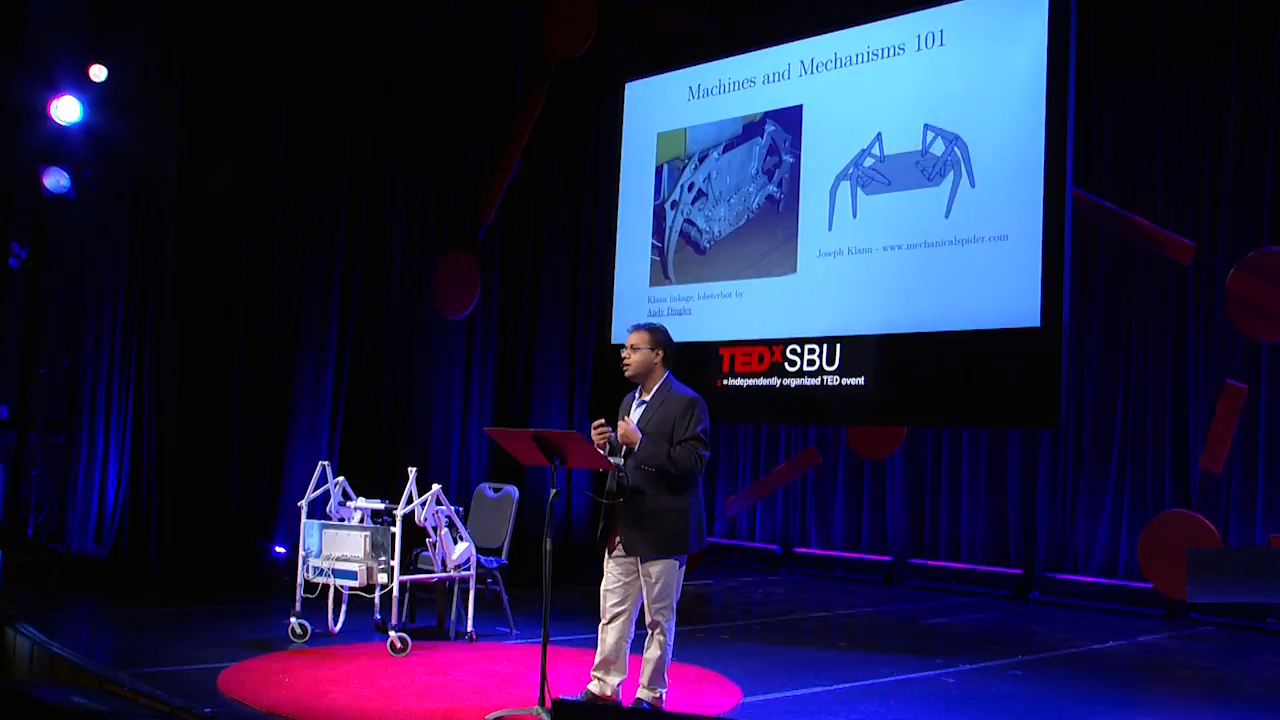 Machines and Mechanisms 101
Joseph Klann - www.mechanicalspider.com
Klann linkage, lobsterbot by
Andy Dingley
TEDxSBU
x = independently organized TED event